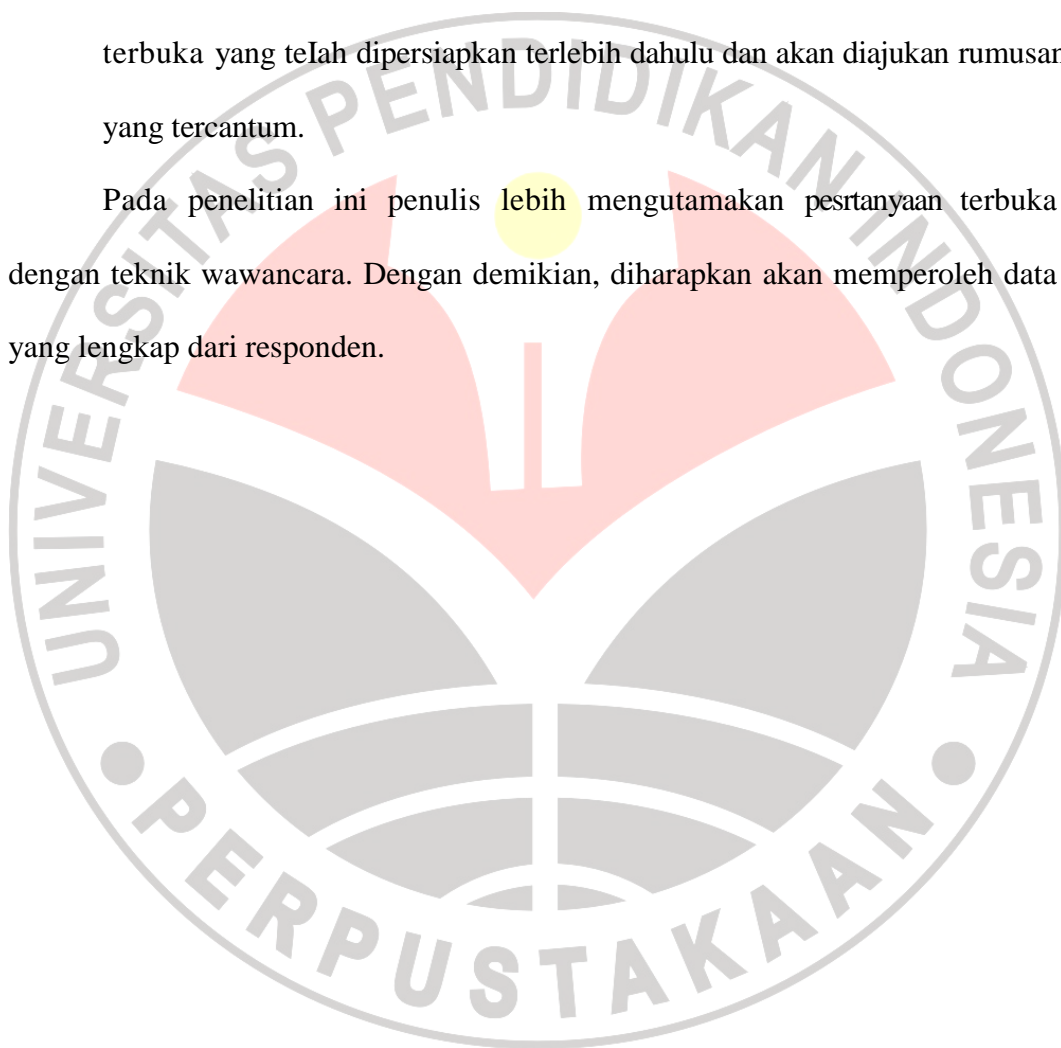 terbuka yang teIah dipersiapkan terlebih dahulu dan akan diajukan rumusan
yang tercantum.
Pada penelitian ini penulis lebih mengutamakan pesrtanyaan terbuka
dengan teknik wawancara. Dengan demikian, diharapkan akan memperoleh data
yang lengkap dari responden.
UNIVERSITAS PENDIDIKAN INDONESIA
PERPUSTAKAAN